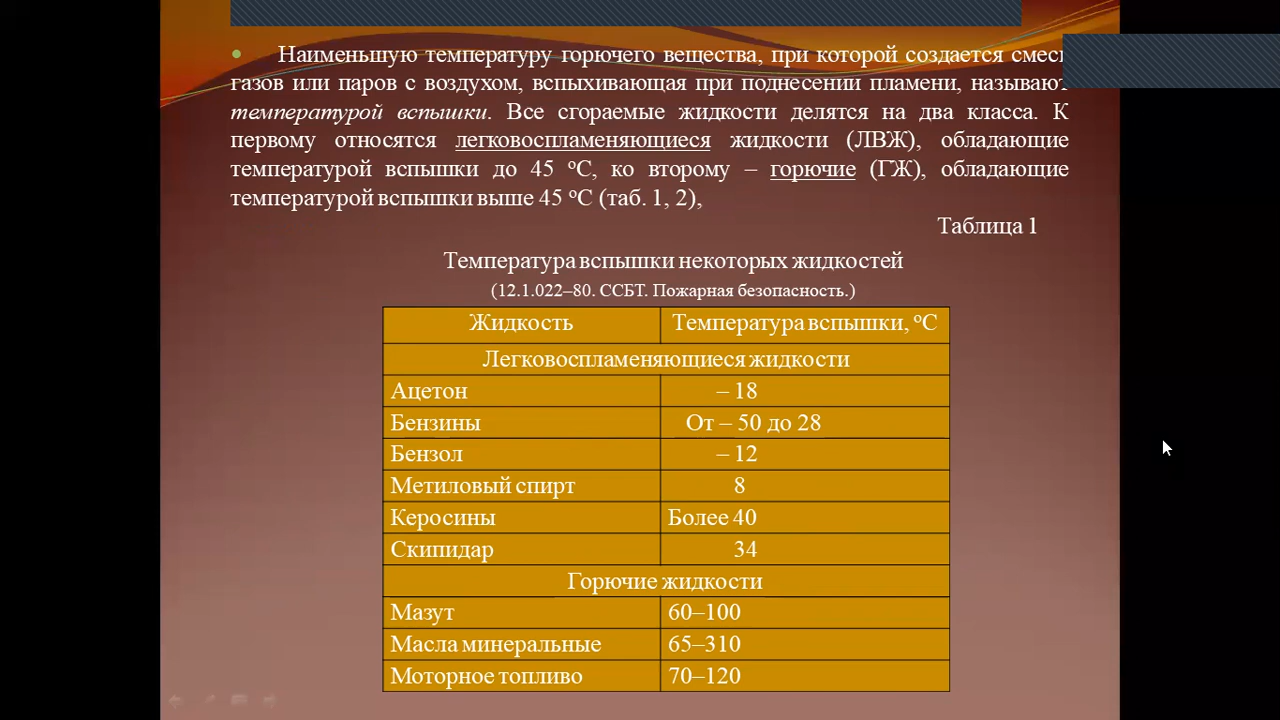 • Наименьшую температуру горючего вещества, при которой создается смесь
газов или паров с воздухом, вспыхивающая при поднесении пламени, называют
температурой вспышки. Все сгораемые жидкости делятся на два класса. К
первому относятся легковоспламеняющиеся жидкости (ЛВЖ), обладающие
температурой вспышки до 45 ºС, ко второму – горючие (ГЖ), обладающие
температурой вспышки выше 45 ºС (таб. 1, 2),
Таблица 1
Температура вспышки некоторых жидкостей
(12.1.022–80. ССБТ. Пожарная безопасность.)
Жидкость Температура вспышки, ºС
Легковоспламеняющиеся жидкости
Ацетон – 18
Бензины От – 50 до 28
Бензол – 12
Метиловый спирт 8
Керосины Более 40
Скипидар 34
Горючие жидкости
Мазут 60–100
Масла минеральные 65–310
Моторное топливо 70–120